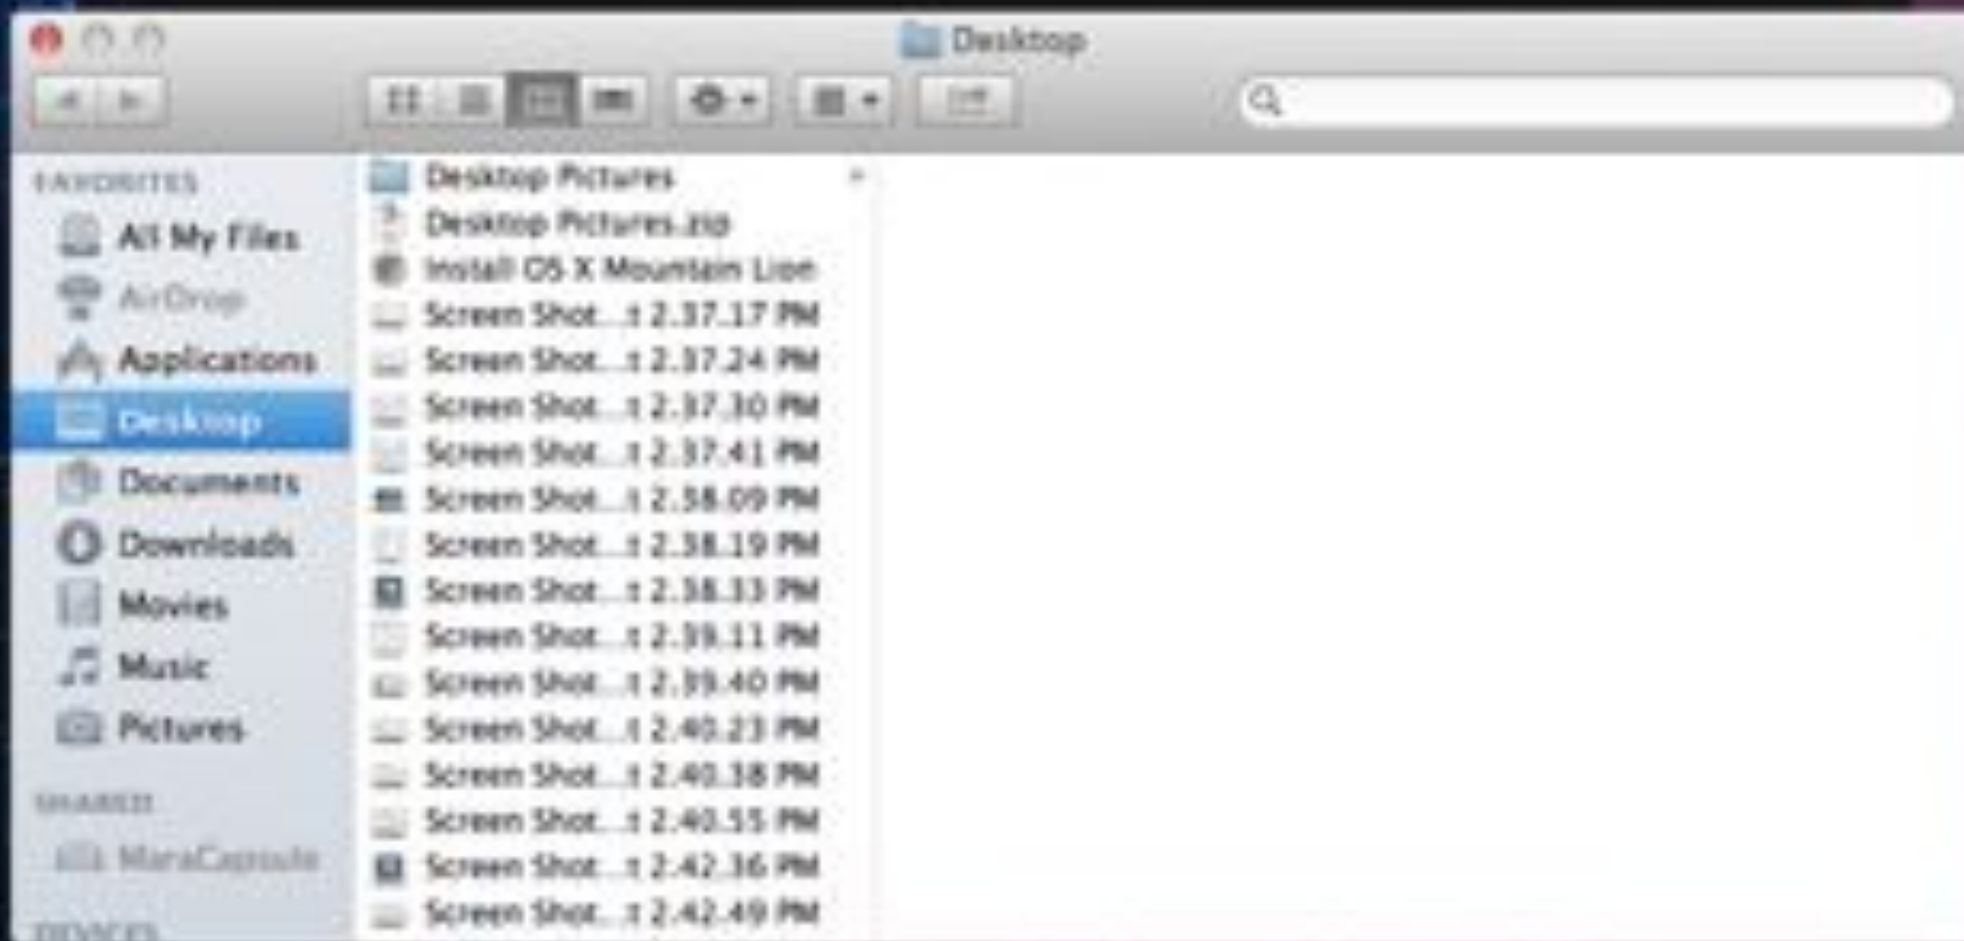 Desktop
FAVORITES
All My Files
AirDrop
Applications
Desktop
Documents
Downloads
Movies
Music
Pictures
SHARED
MaraCapsule
DEVICES
Desktop Pictures
Desktop Pictures.zip
Install OS X Mountain Lion
Screen Shot...t 2.37.17 PM
Screen Shot...t 2.37.24 PM
Screen Shot...t 2.37.30 PM
Screen Shot...t 2.37.41 PM
Screen Shot...t 2.38.09 PM
Screen Shot...t 2.38.19 PM
Screen Shot...t 2.38.33 PM
Screen Shot...t 2.39.11 PM
Screen Shot...t 2.39.40 PM
Screen Shot...t 2.40.23 PM
Screen Shot...t 2.40.38 PM
Screen Shot...t 2.40.55 PM
Screen Shot...t 2.42.36 PM
Screen Shot...t 2.42.49 PM